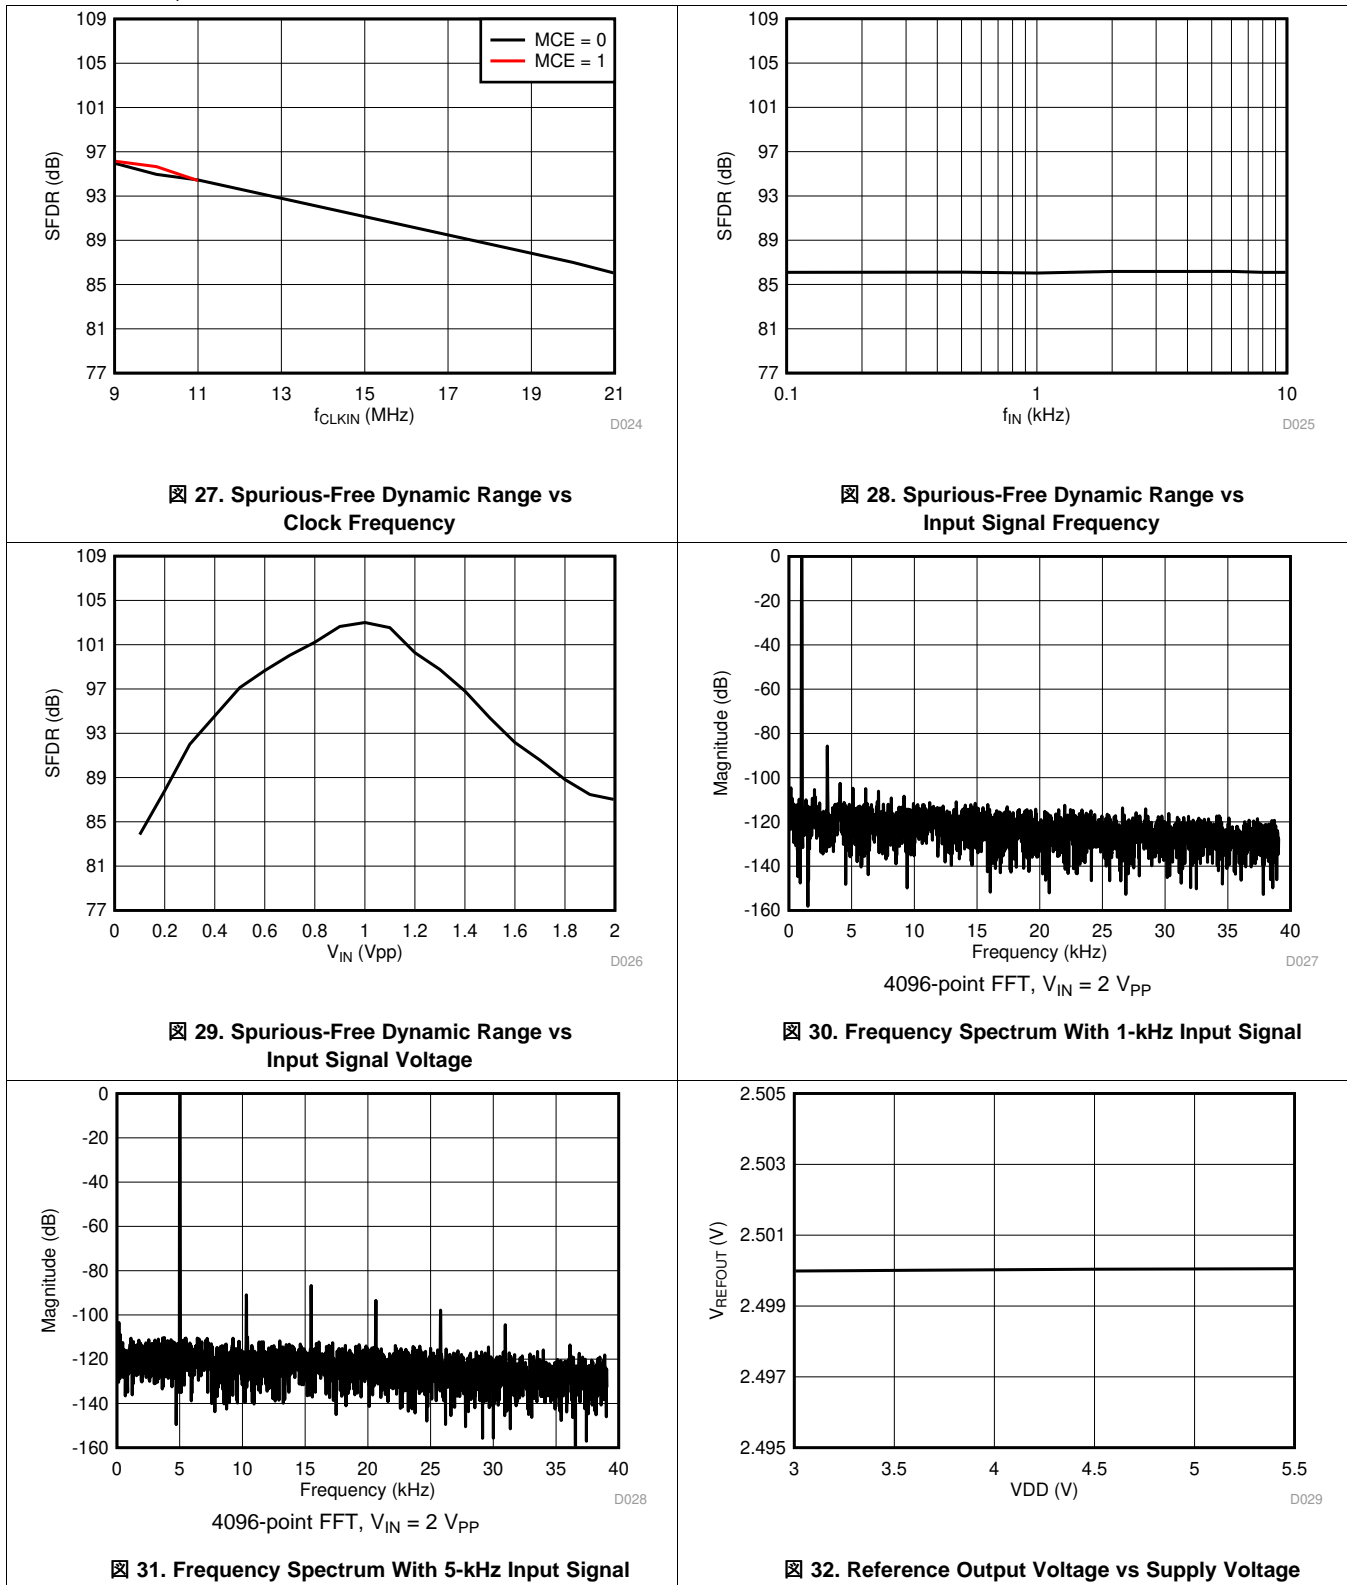 109
105
101
97
93
89
85
81
77
SFDR (dB)
MCE = 0
MCE = 1
9 11 13 15 17 19 21
fCLKIN (MHz)
D024
図 27. Spurious-Free Dynamic Range vs
Clock Frequency
109
105
101
97
93
89
85
81
77
SFDR (dB)
0.1 1 10
fIN (kHz)
D025
図 28. Spurious-Free Dynamic Range vs
Input Signal Frequency
109
105
101
97
93
89
85
81
77
SFDR (dB)
0 0.2 0.4 0.6 0.8 1 1.2 1.4 1.6 1.8 2
VIN (Vpp)
D026
図 29. Spurious-Free Dynamic Range vs
Input Signal Voltage
0
-20
-40
-60
-80
-100
-120
-140
-160
Magnitude (dB)
0 5 10 15 20 25 30 35 40
Frequency (kHz)
D027
4096-point FFT, VIN = 2 VPP
図 30. Frequency Spectrum With 1-kHz Input Signal
0
-20
-40
-60
-80
-100
-120
-140
-160
Magnitude (dB)
0 5 10 15 20 25 30 35 40
Frequency (kHz)
D028
4096-point FFT, VIN = 2 VPP
図 31. Frequency Spectrum With 5-kHz Input Signal
2.505
2.503
2.501
2.499
2.497
2.495
VREFOUT (V)
3 3.5 4 4.5 5 5.5
VDD (V)
D029
図 32. Reference Output Voltage vs Supply Voltage